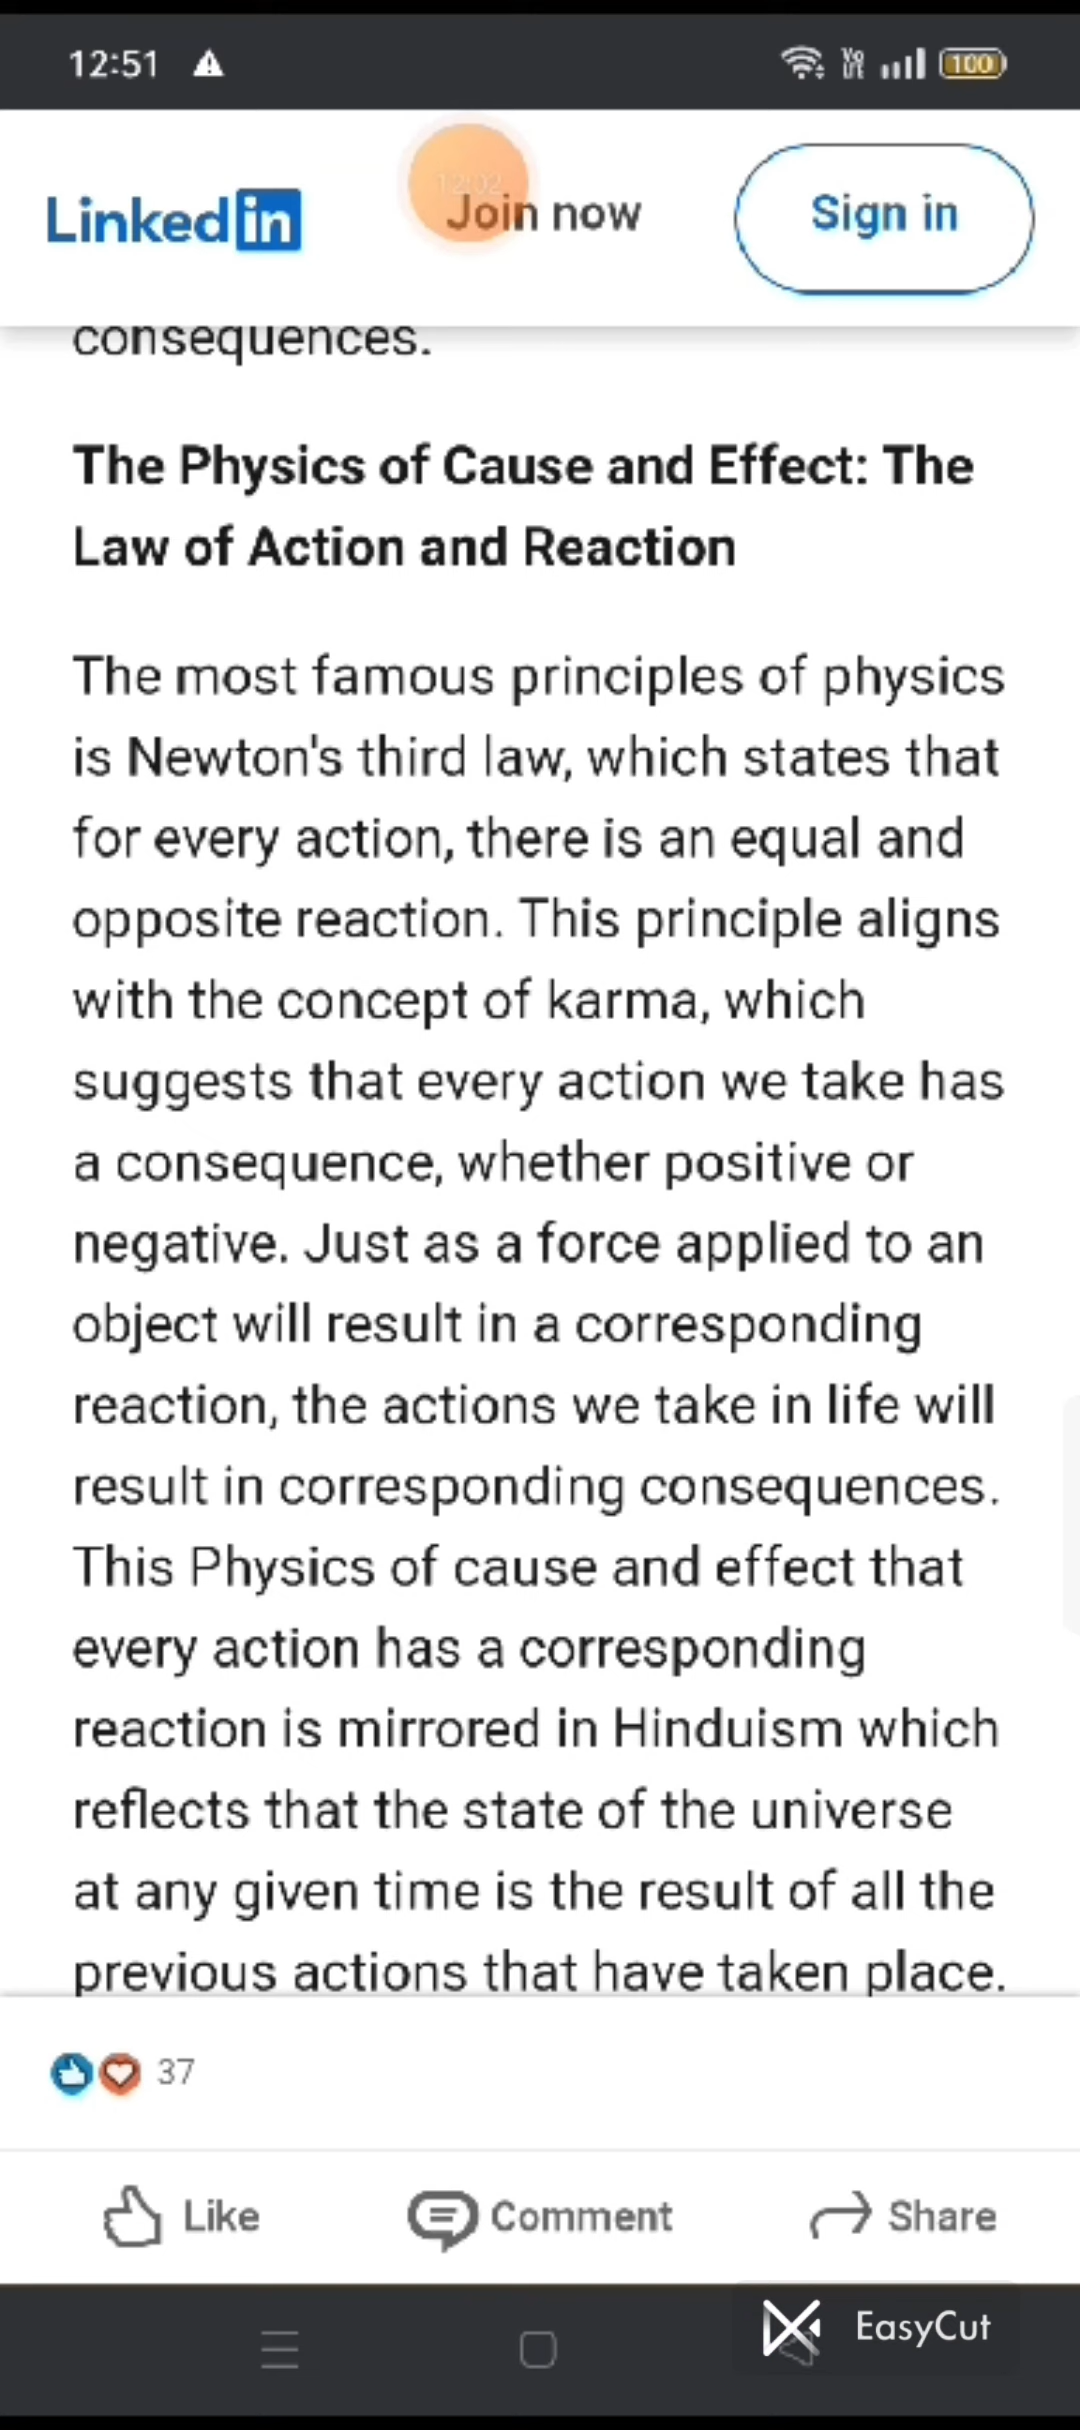 12:51
100
LinkedIn
12:02
Join now
Sign in
consequences.
The Physics of Cause and Effect: The
Law of Action and Reaction
The most famous principles of physics
is Newton's third law, which states that
for every action, there is an equal and
opposite reaction. This principle aligns
with the concept of karma, which
suggests that every action we take has
a consequence, whether positive or
negative. Just as a force applied to an
object will result in a corresponding
reaction, the actions we take in life will
result in corresponding consequences.
This Physics of cause and effect that
every action has a corresponding
reaction is mirrored in Hinduism which
reflects that the state of the universe
at any given time is the result of all the
previous actions that have taken place.
37
Like
Comment
Share
EasyCut